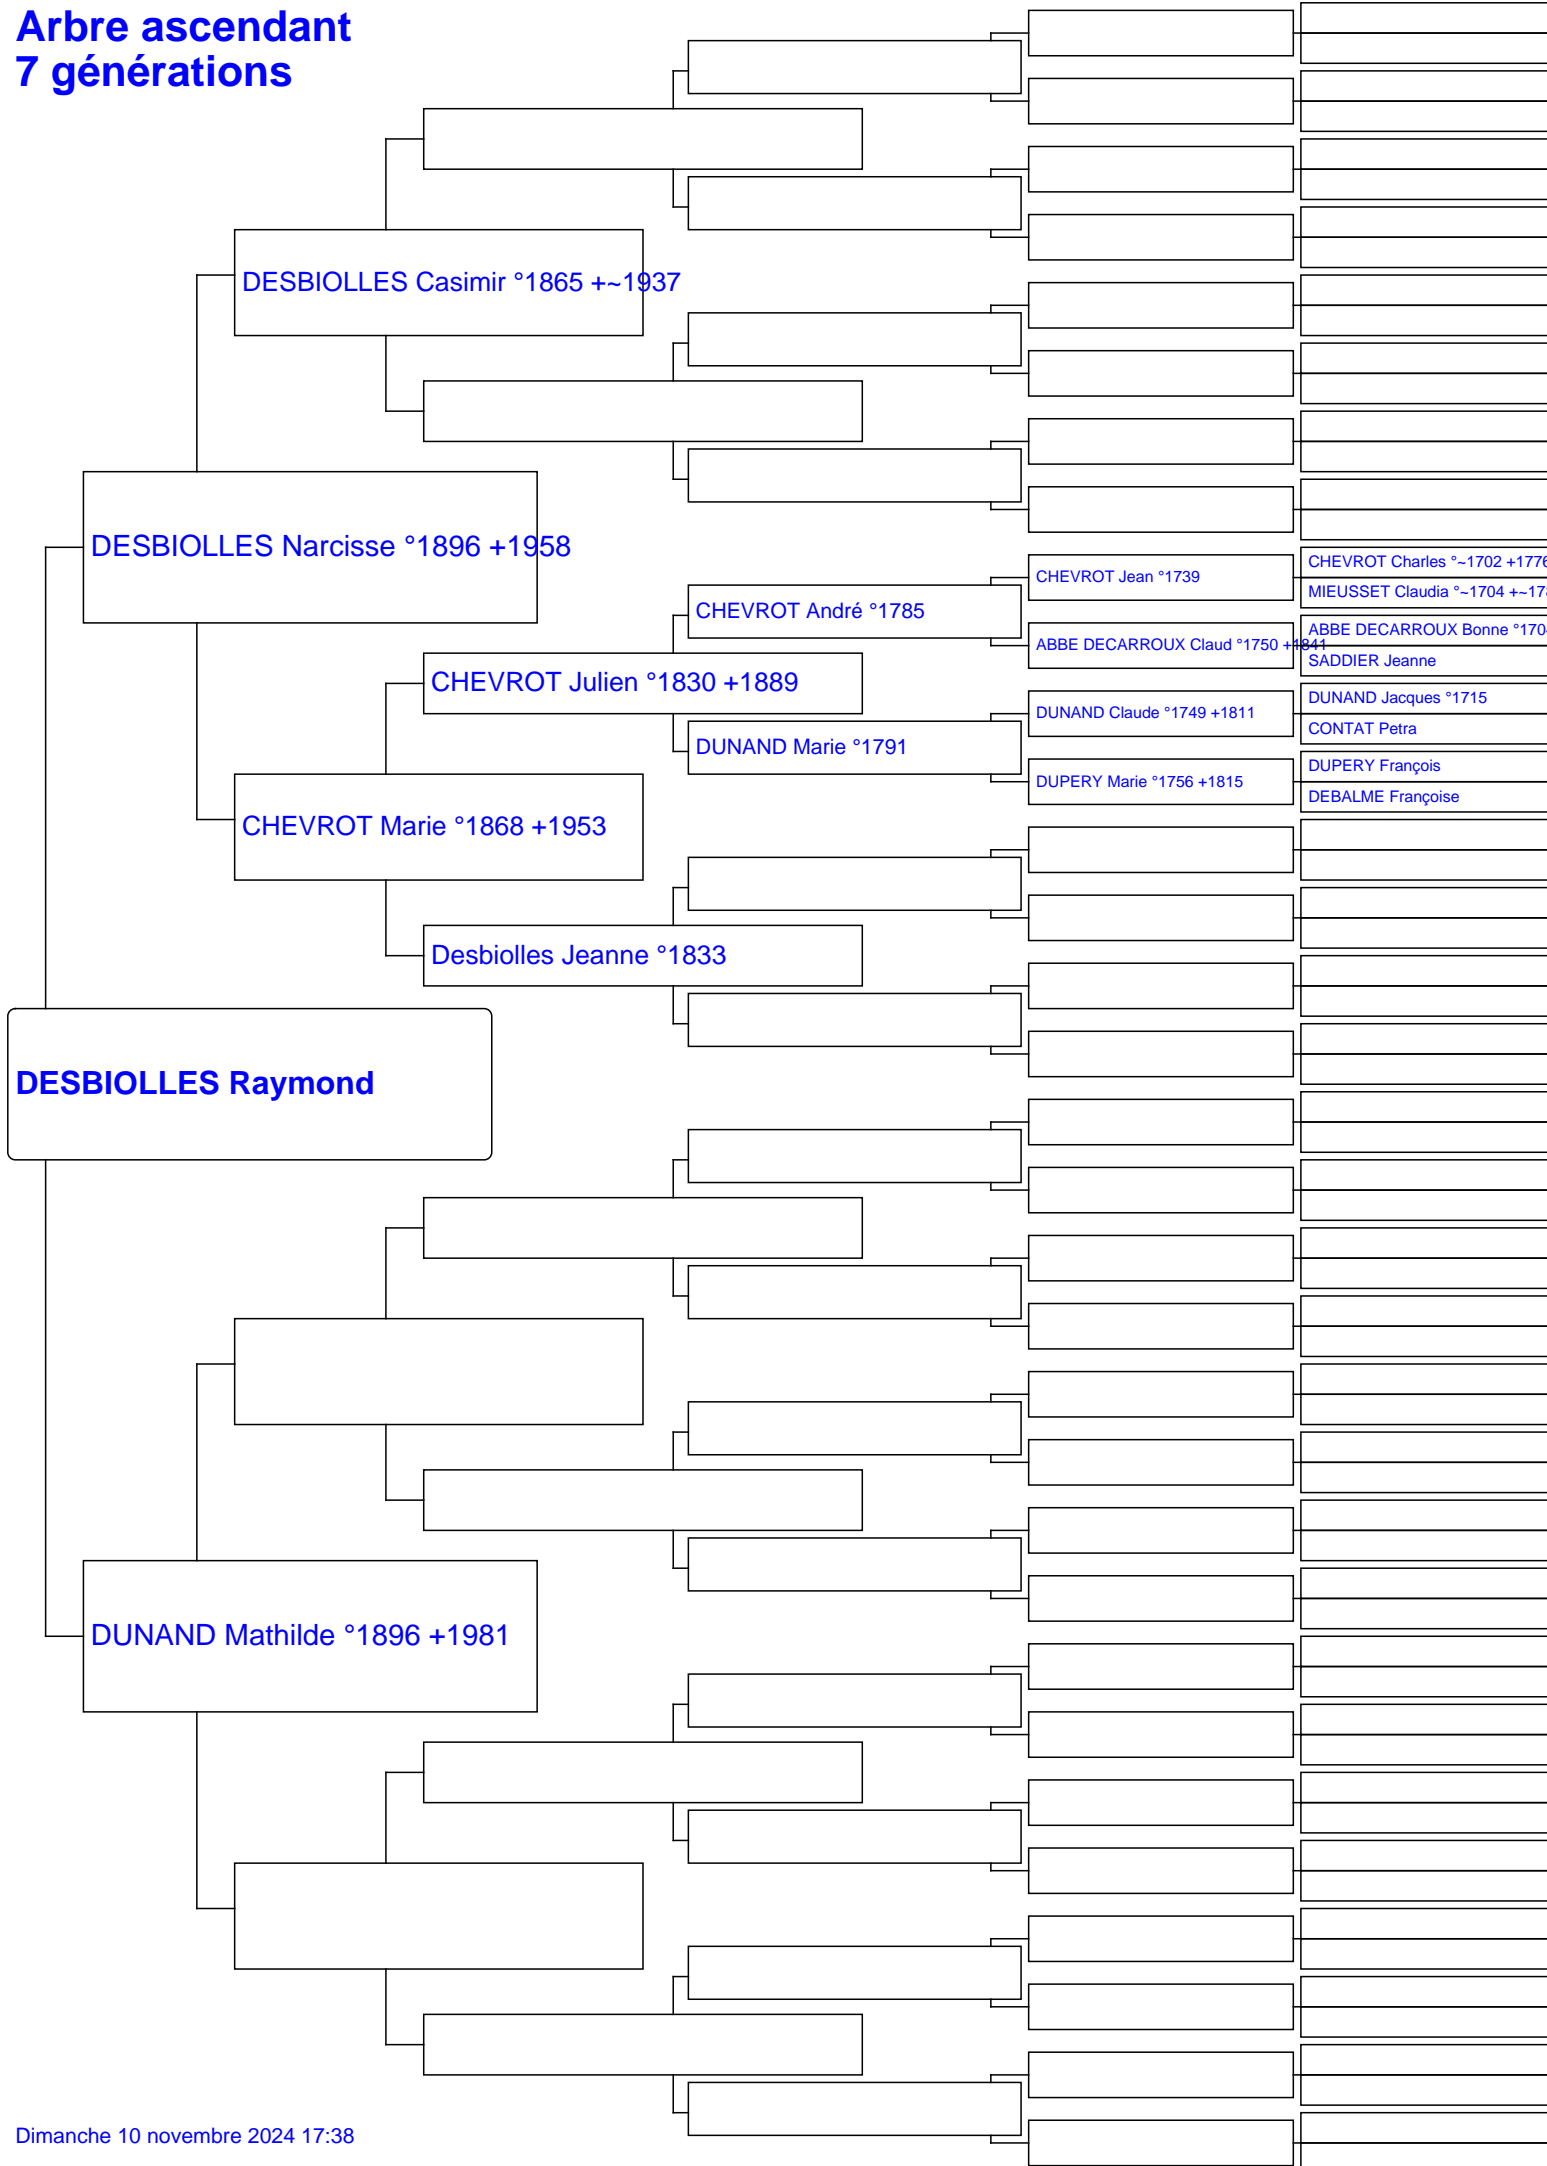 Arbre ascendant
7 générations
DESBIOLLES Casimir °1865 +~1937
DESBIOLLES Narcisse °1896 +1958
CHEVROT Charles °~1702 +1776
CHEVROT Jean °1739
MIEUSSET Claudia °~1704 +~178
CHEVROT André °1785
ABBE DECARROUX Bonne °1704
ABBE DECARROUX Claud °1750 +1841
SADDIER Jeanne
CHEVROT Julien °1830 +1889
DUNAND Jacques °1715
DUNAND Claude °1749 +1811
CONTAT Petra
DUNAND Marie °1791
DUPERY François
DUPERY Marie °1756 +1815
DEBALME Françoise
CHEVROT Marie °1868 +1953
Desbiolles Jeanne °1833
DESBIOLLES Raymond
DUNAND Mathilde °1896 +1981
Dimanche 10 novembre 2024 17:38